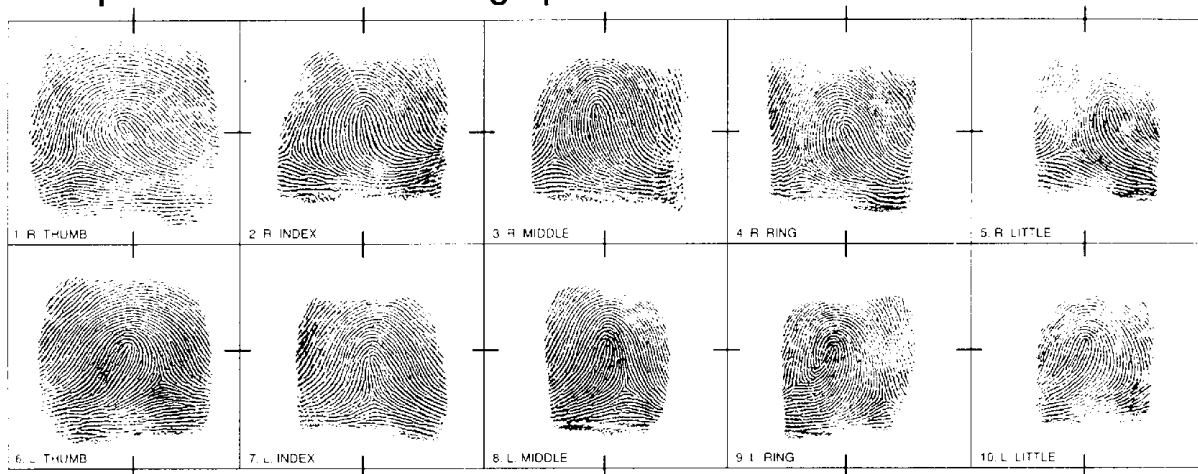 1. R. THUMB
2. R. INDEX
3. R. MIDDLE
4. R. RING
5. R. LITTLE
6. L. THUMB
7. L. INDEX
8. L. MIDDLE
9. L. RING
10. L. LITTLE